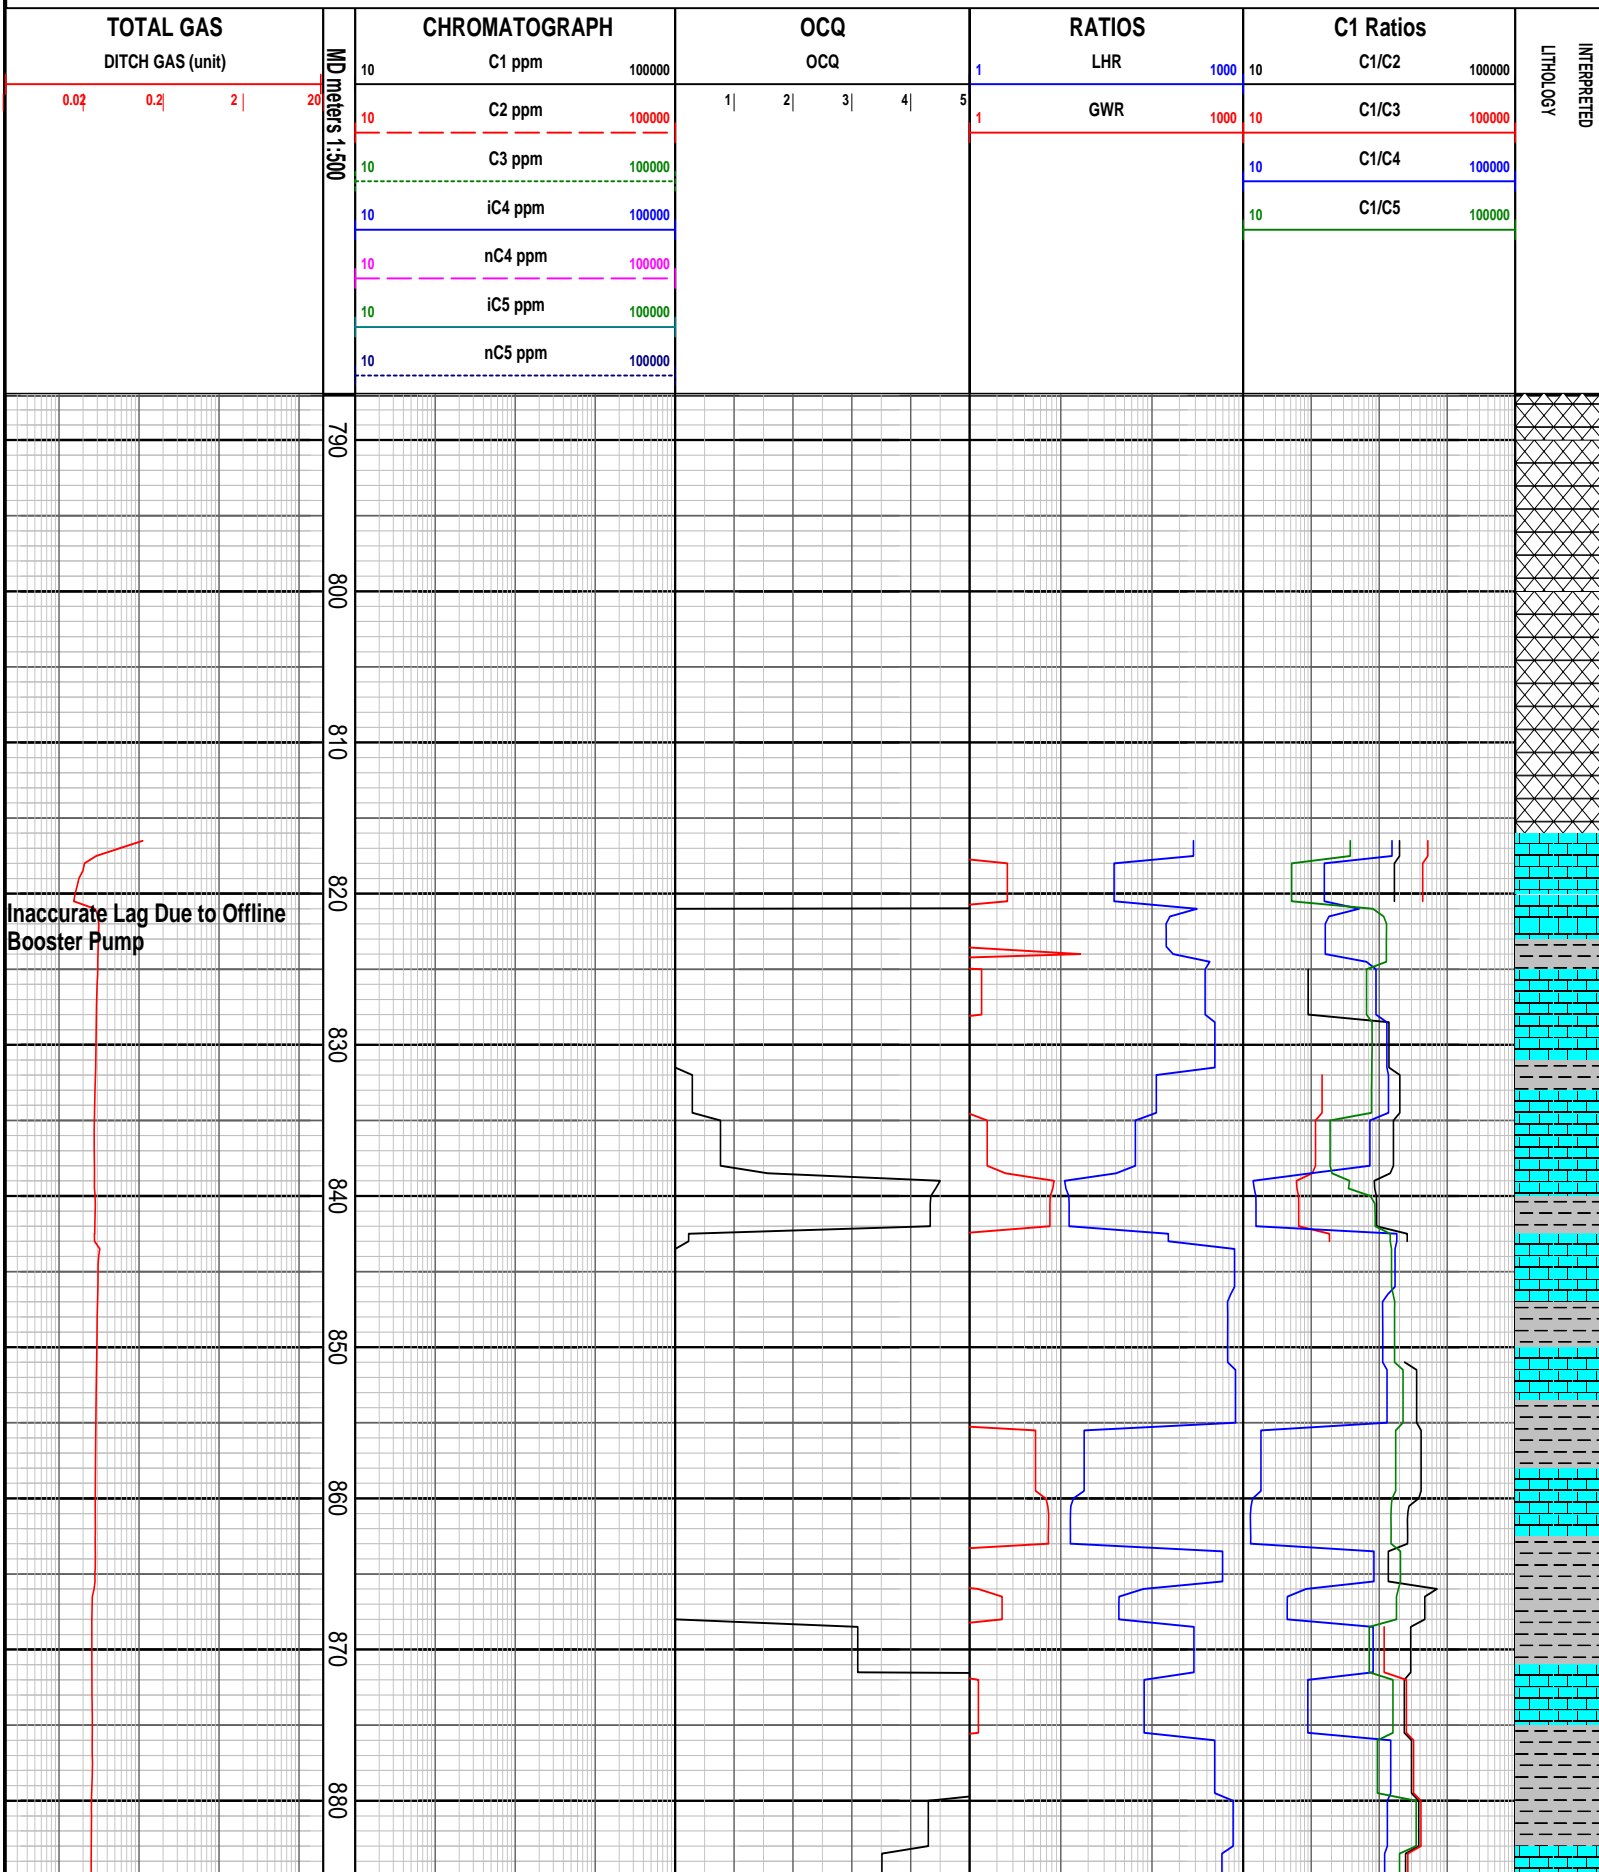 TOTAL GAS
DITCH GAS (unit)
0.02 0.2 2 20
MD meters 1:500
CHROMATOGRAPH
10 C1 ppm 100000
10 C2 ppm 100000
10 C3 ppm 100000
10 iC4 ppm 100000
10 nC4 ppm 100000
10 iC5 ppm 100000
10 nC5 ppm 100000
OCQ
OCQ
1 2 3 4 5
RATIOS
1 LHR 1000
1 GWR 1000
C1 Ratios
10 C1/C2 100000
10 C1/C3 100000
10 C1/C4 100000
10 C1/C5 100000
INTERPRETED
LITHOLOGY
790
800
810
820
Inaccurate Lag Due to Offline
Booster Pump
830
840
850
860
870
880